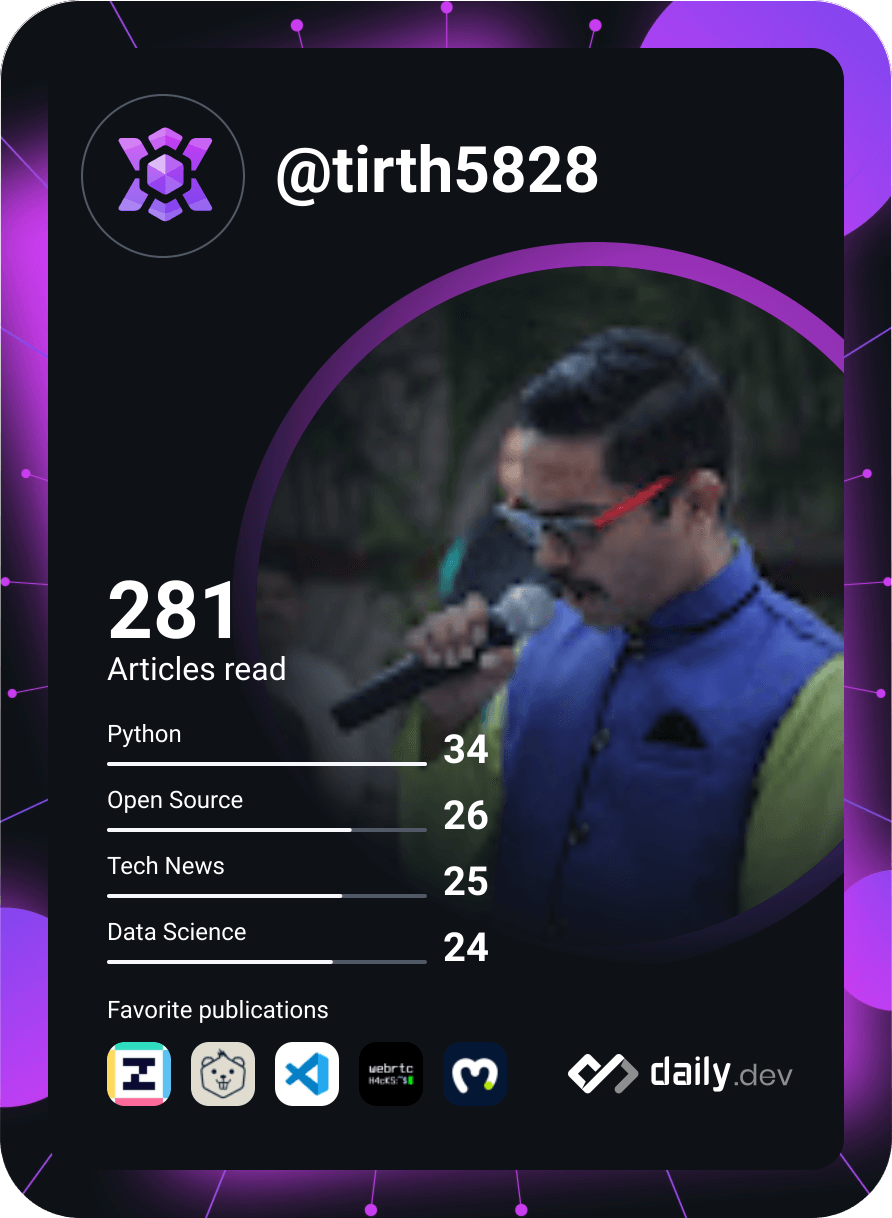 @tirth5828
281
Articles read
Python
34
Open Source
26
Tech News
25
Data Science
24
Favorite publications
webrtc
H4cKS:~$
daily.dev